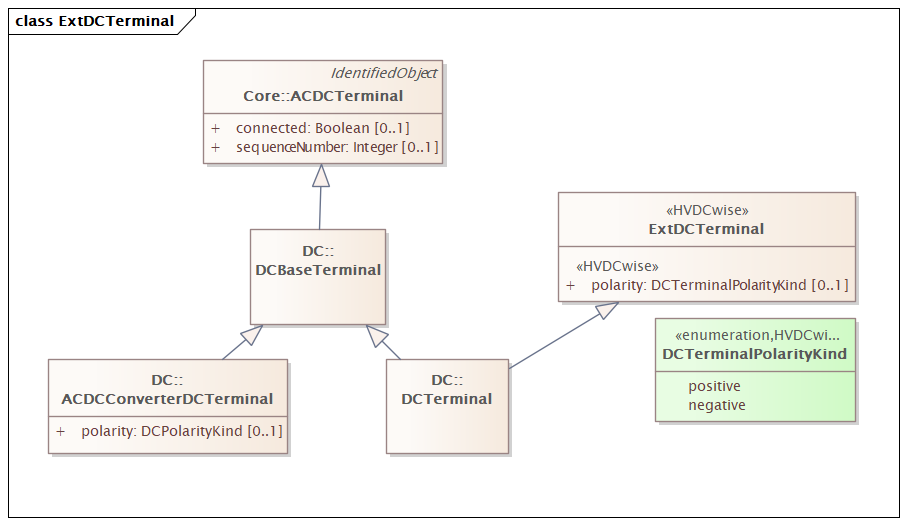 class ExtDCTerminal
IdentifiedObject
Core::ACDCTerminal
+ connected: Boolean [0..1]
+ sequenceNumber: Integer [0..1]
«HVDCwise»
ExtDCTerminal
«HVDCwise»
+ polarity: DCTerminalPolarityKind [0..1]
DC::
DCBaseTerminal
«enumeration,HVDCwi...
DCTerminalPolarityKind
positive
negative
DC::
ACDCConverterDCTerminal
+ polarity: DCPolarityKind [0..1]
DC::
DCTerminal